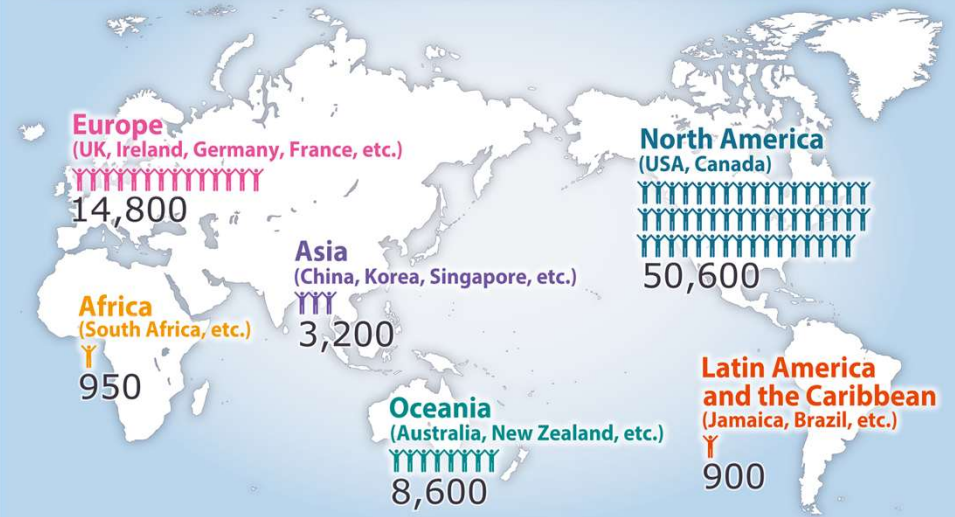 Europe
(UK, Ireland, Germany, France, etc.)
14,800
North America
(USA, Canada)
50,600
Asia
(China, Korea, Singapore, etc.)
3,200
Africa
(South Africa, etc.)
950
Latin America
and the Caribbean
(Jamaica, Brazil, etc.)
900
Oceania
(Australia, New Zealand, etc.)
8,600